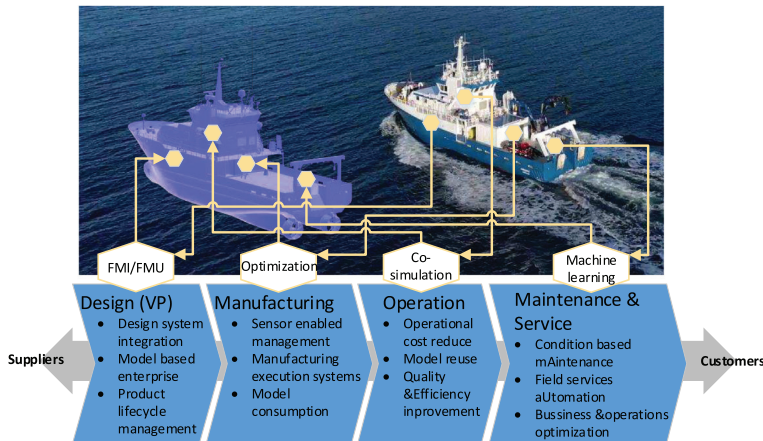 FMI/FMU
Optimization
Co-
simulation
Machine
learning
Suppliers
Design (VP)
• Design system
integration
• Model based
enterprise
• Product
lifecycle
management
Manufacturing
• Sensor enabled
management
• Manufacturing
execution systems
• Model
consumption
Operation
• Operational
cost reduce
• Model reuse
• Quality
&Efficiency
inprovement
Maintenance &
Service
• Condition based
mAintenance
• Field services
aUtomation
• Bussiness &operations
optimization
Customers